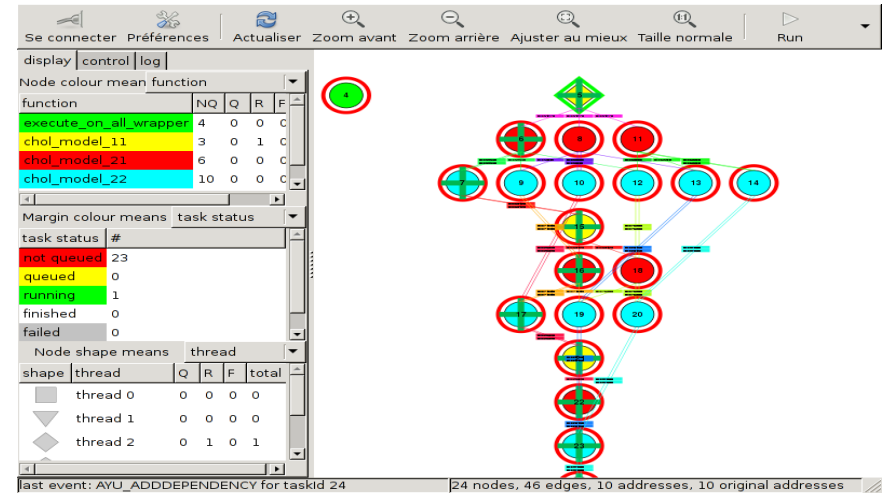 Se connecter Préférences Actualiser Zoom avant Zoom arrière Ajuster au mieux Taille normale Run
display control log
Node colour mean function
function NQ Q R F
execute_on_all_wrapper 4 0 0 0
chol_model_11 3 0 1 0
chol_model_21 6 0 0 0
chol_model_22 10 0 0 0
Margin colour means task status
task status #
not queued 23
queued 0
running 1
finished 0
failed 0
Node shape means thread
shape thread Q R F total
thread 0 0 0 0 0
thread 1 0 0 0 0
thread 2 0 1 0 1
4
5
6 11
7 9 10 12 13 14
15
16 18
17 19 20
22
23
last event: AYU_ADDDEPENDENCY for taskId 24
24 nodes, 46 edges, 10 addresses, 10 original addresses